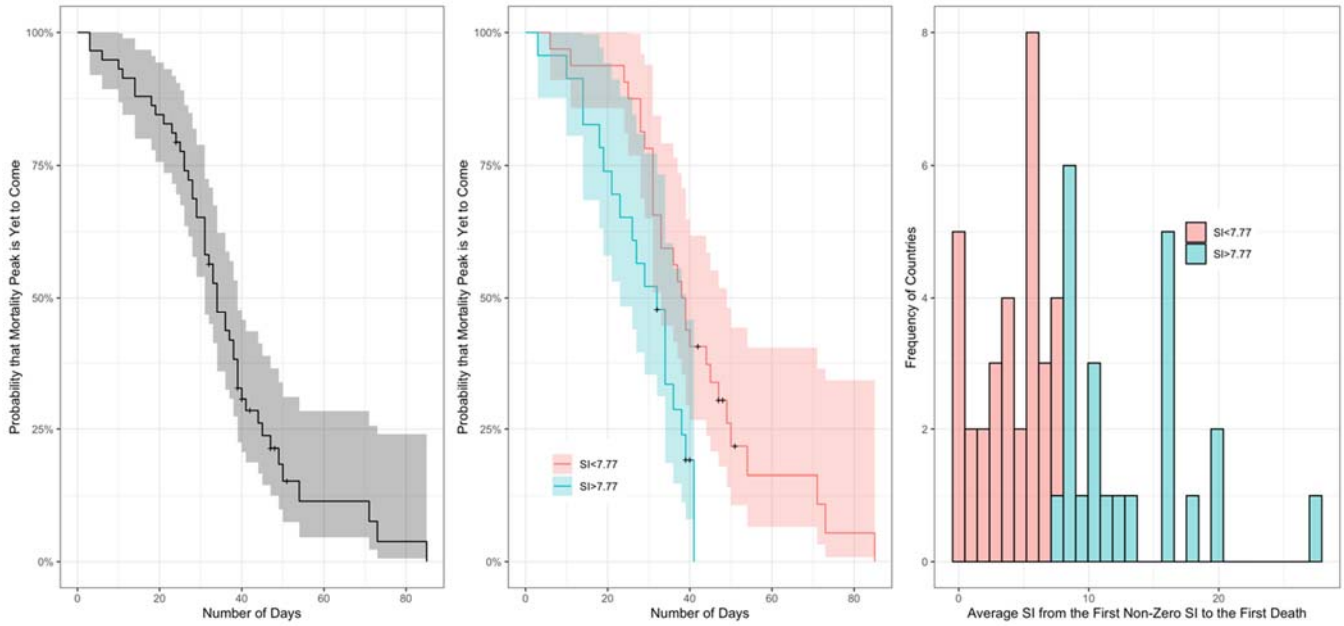 100%
75%
50%
25%
0%
Probability that Mortality Peak is Yet to Come
0 20 40 60 80
Number of Days
100%
75%
50%
25%
0%
Probability that Mortality Peak is Yet to Come
SI<7.77
SI>7.77
0 20 40 60 80
Number of Days
8
6
4
2
0
Frequency of Countries
SI<7.77
SI>7.77
0 10 20
Average SI from the First Non-Zero SI to the First Death